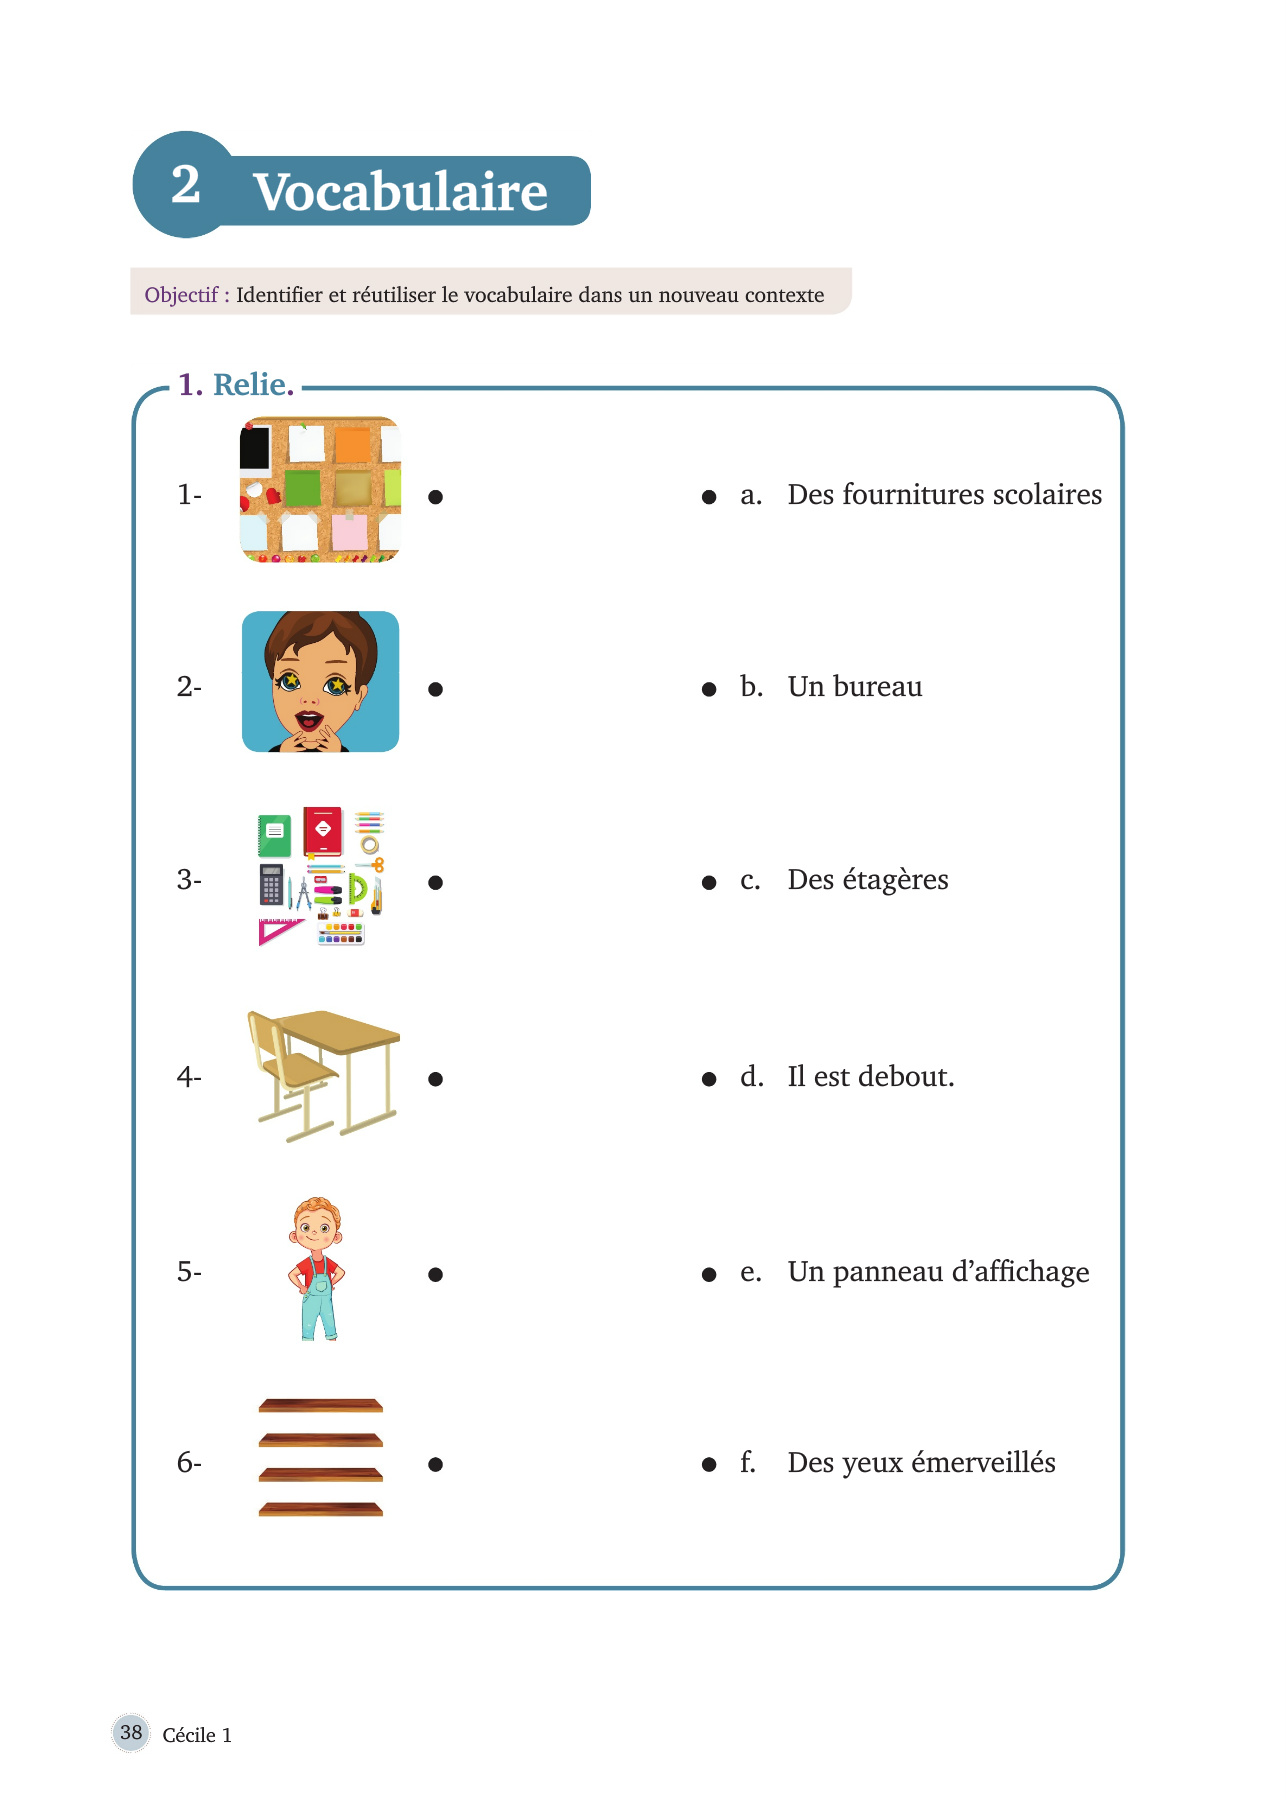 2 Vocabulaire
Objectif : Identifier et réutiliser le vocabulaire dans un nouveau contexte
1. Relie.
1- a. Des fournitures scolaires
2- b. Un bureau
3- c. Des étagères
4- d. Il est debout.
5- e. Un panneau d’affichage
6- f. Des yeux émerveillés
38 Cécile 1